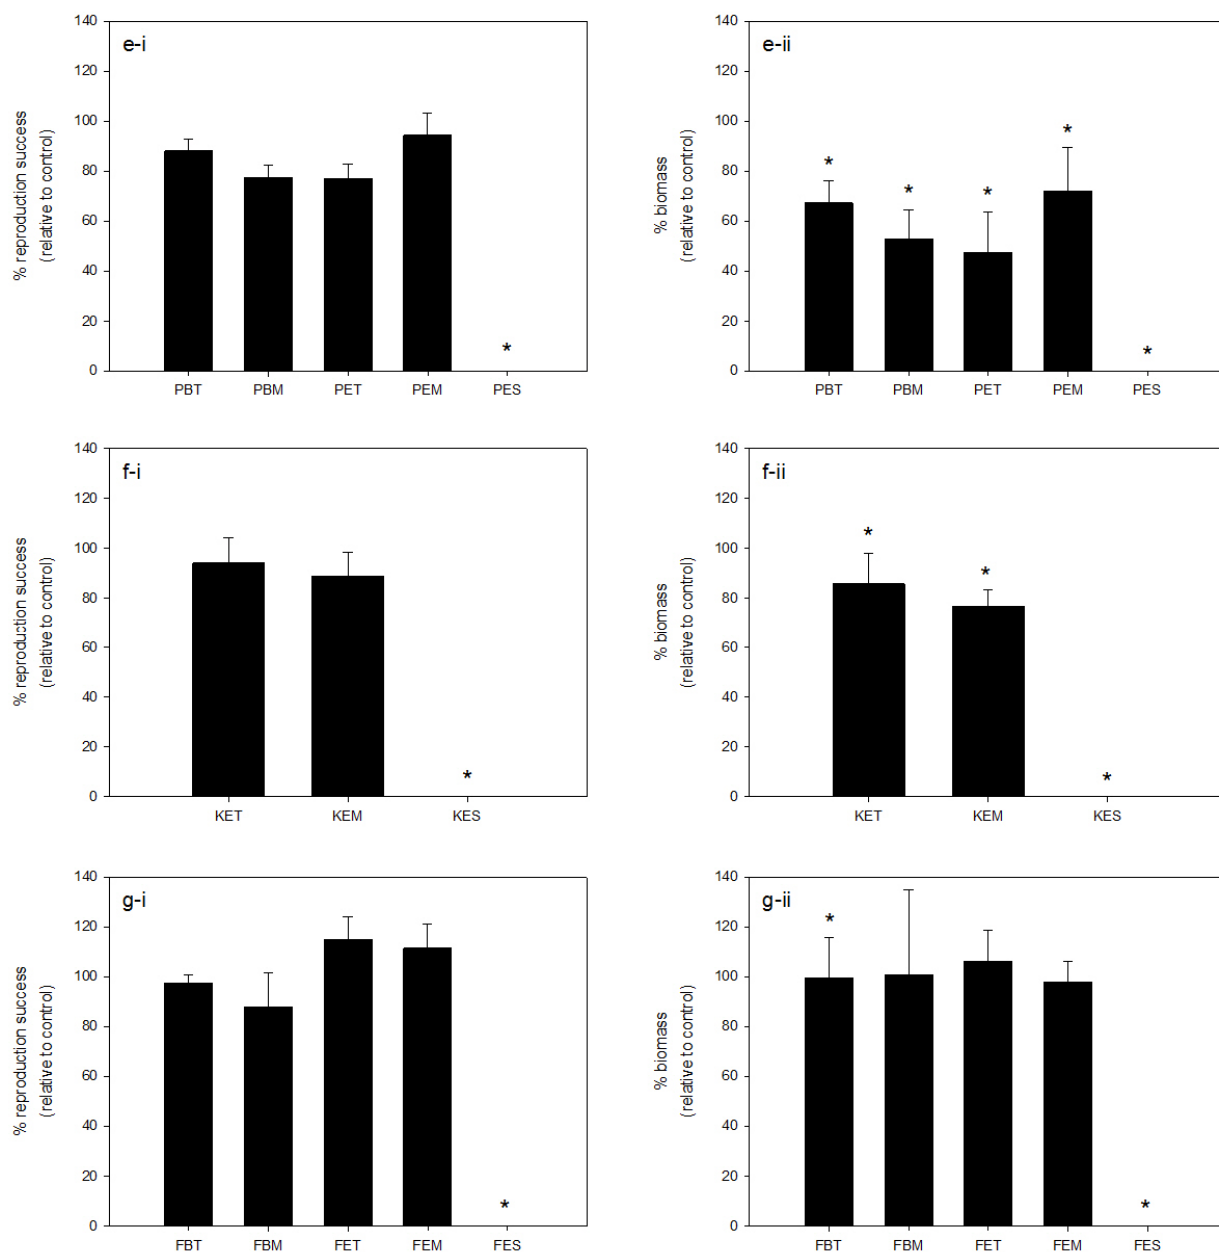 e-i
% reproduction success
(relative to control)
140
120
100
80
60
40
20
0
*
PBT PBM PET PEM PES
e-ii
% biomass
(relative to control)
140
120
100
80
60
40
20
0
* * * * *
PBT PBM PET PEM PES
f-i
% reproduction success
(relative to control)
140
120
100
80
60
40
20
0
*
KET KEM KES
f-ii
% biomass
(relative to control)
140
120
100
80
60
40
20
0
* * *
KET KEM KES
g-i
% reproduction success
(relative to control)
140
120
100
80
60
40
20
0
*
FBT FBM FET FEM FES
g-ii
% biomass
(relative to control)
140
120
100
80
60
40
20
0
* *
FBT FBM FET FEM FES